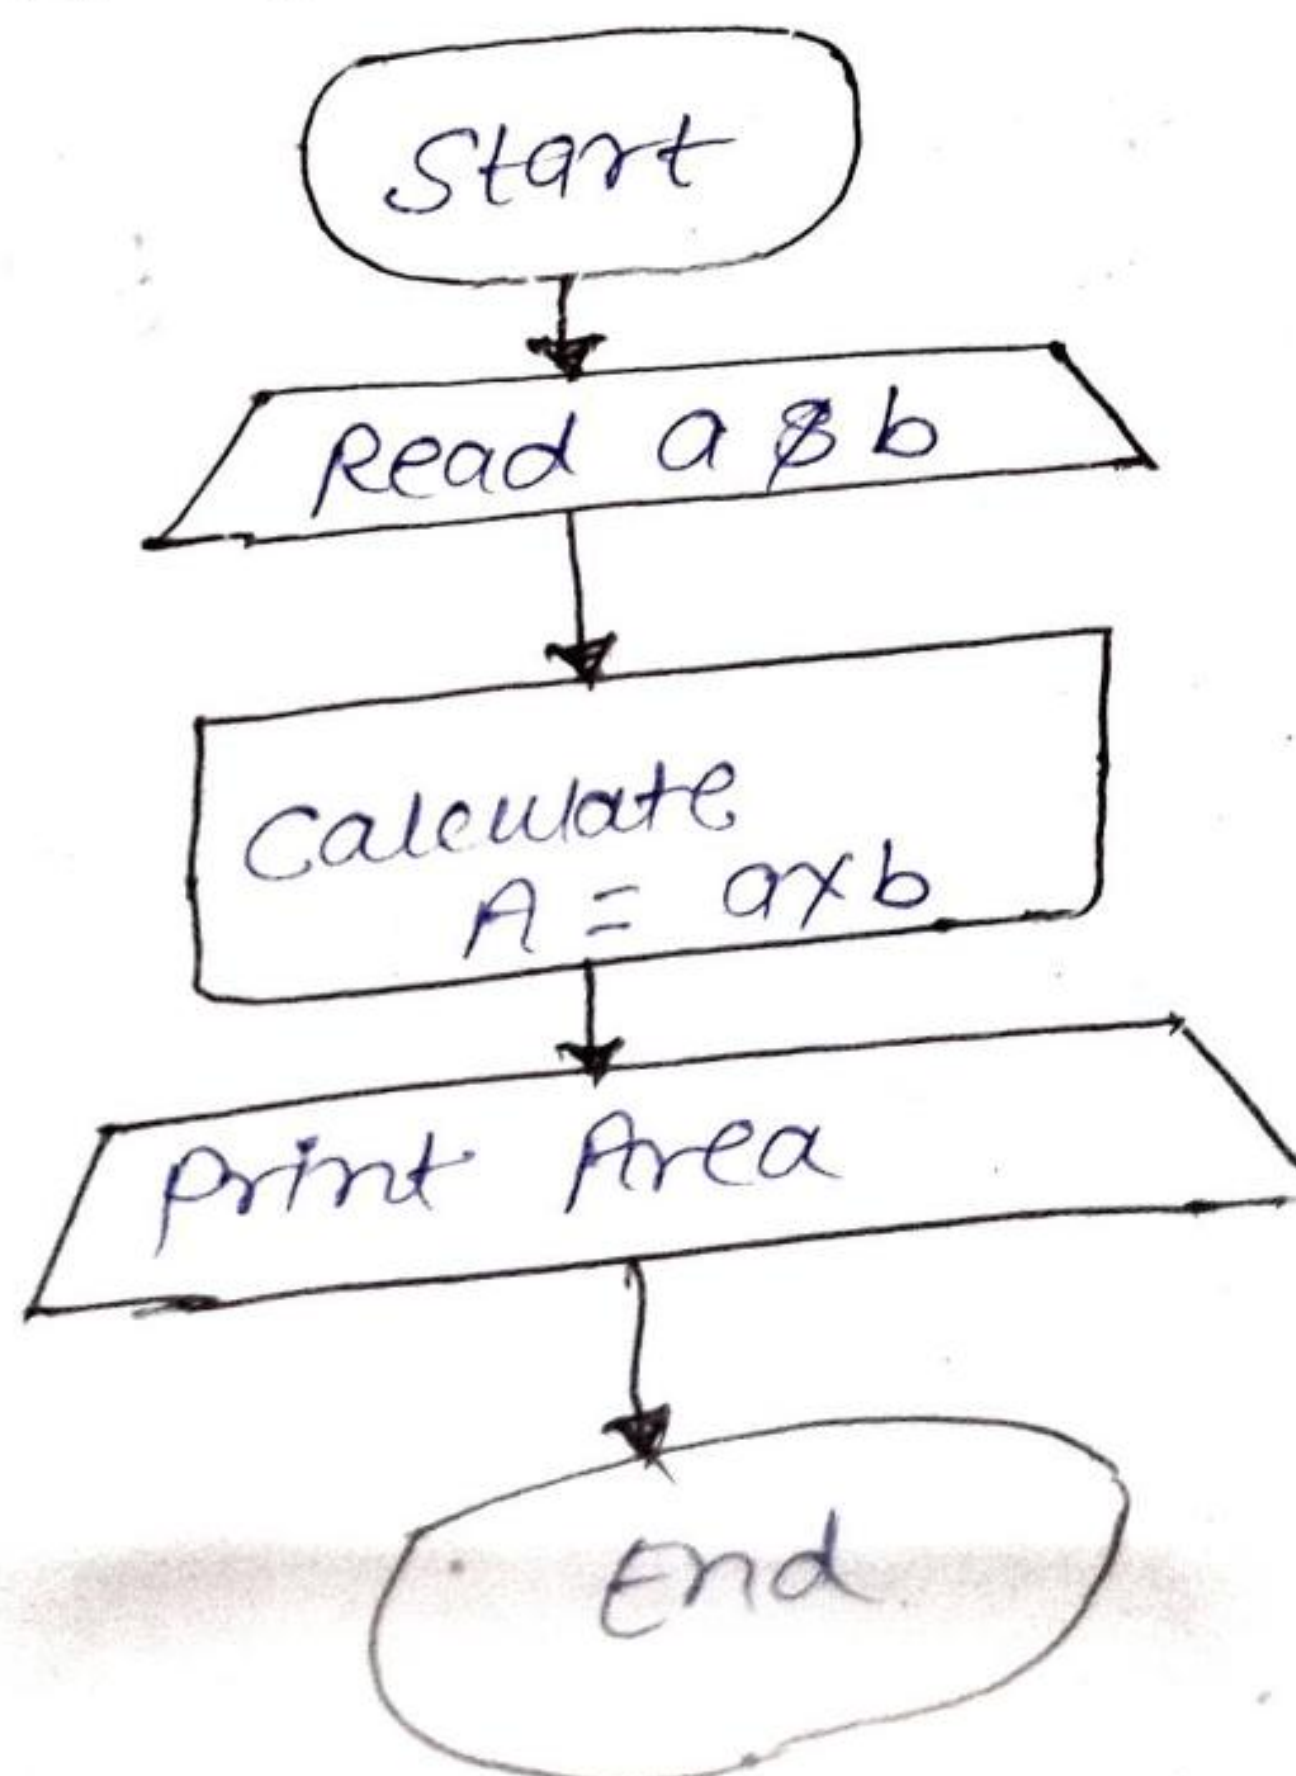 Start
Read a & b
Calculate
A = a×b
Print Area
End